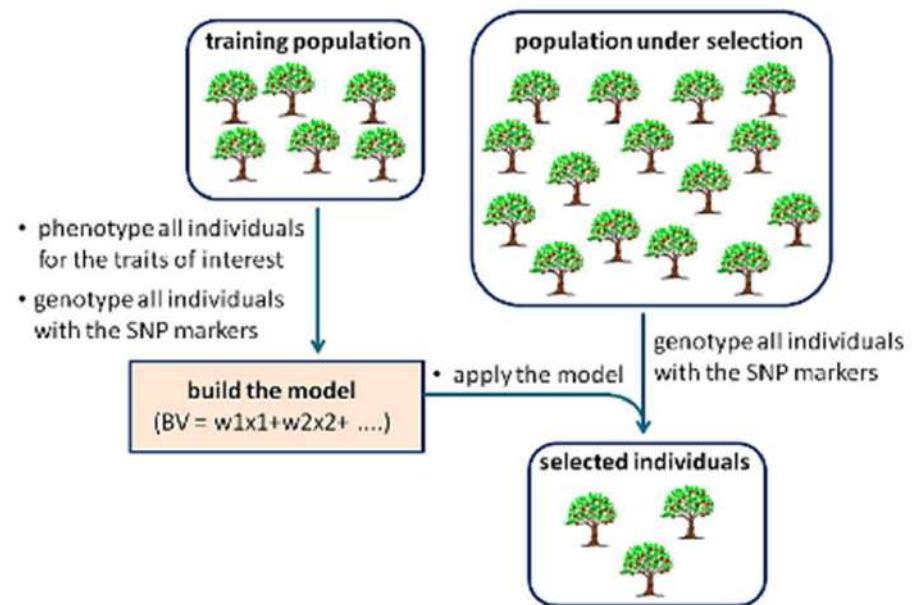 training population
population under selection
• phenotype all individuals
for the traits of interest
• genotype all individuals
with the SNP markers
build the model
(BV = w1x1+w2x2+ ....)
• apply the model
genotype all individuals
with the SNP markers
selected individuals